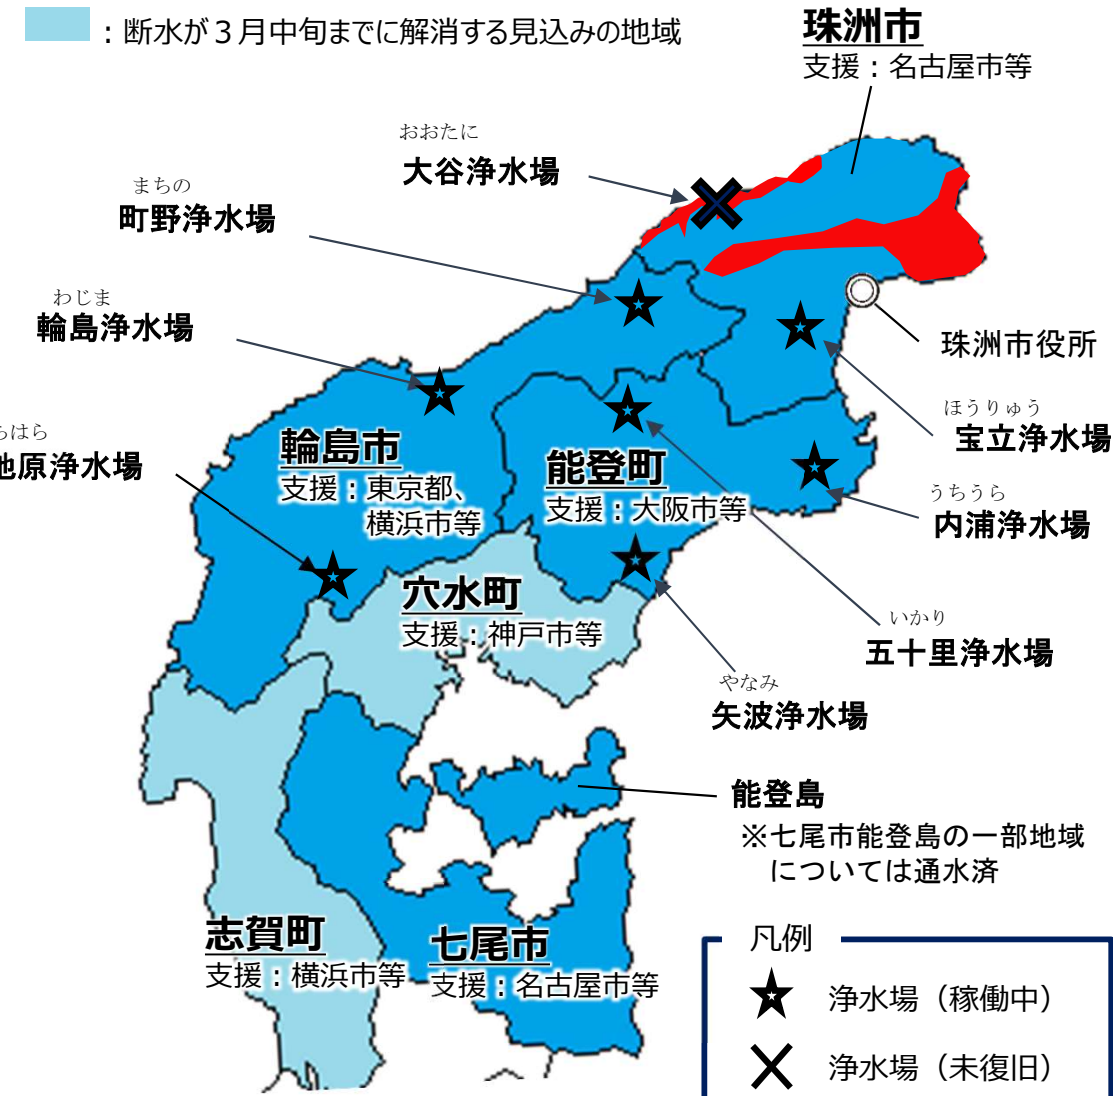 ：断水が３月中旬までに解消する見込みの地域
珠洲市
支援：名古屋市等
おおたに
大谷浄水場
まちの
町野浄水場
わじま
輪島浄水場
珠洲市役所
ほうりゅう
宝立浄水場
ちはら
地原浄水場
輪島市
支援：東京都、
横浜市等
能登町
支援：大阪市等
うちうら
内浦浄水場
穴水町
支援：神戸市等
いかり
五十里浄水場
やなみ
矢波浄水場
能登島
※七尾市能登島の一部地域
については通水済
志賀町
支援：横浜市等
七尾市
支援：名古屋市等
凡例
浄水場（稼働中）
浄水場（未復旧）